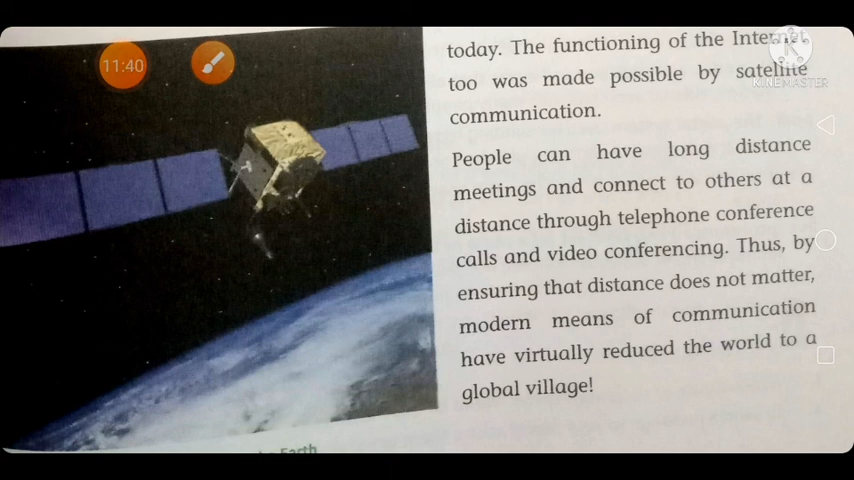 11:40
today. The functioning of the Internet
too was made possible by satellite
communication.
People can have long distance
meetings and connect to others at a
distance through telephone conference
calls and video conferencing. Thus, by
ensuring that distance does not matter,
modern means of communication
have virtually reduced the world to a
global village!
Earth
KINEMASTER